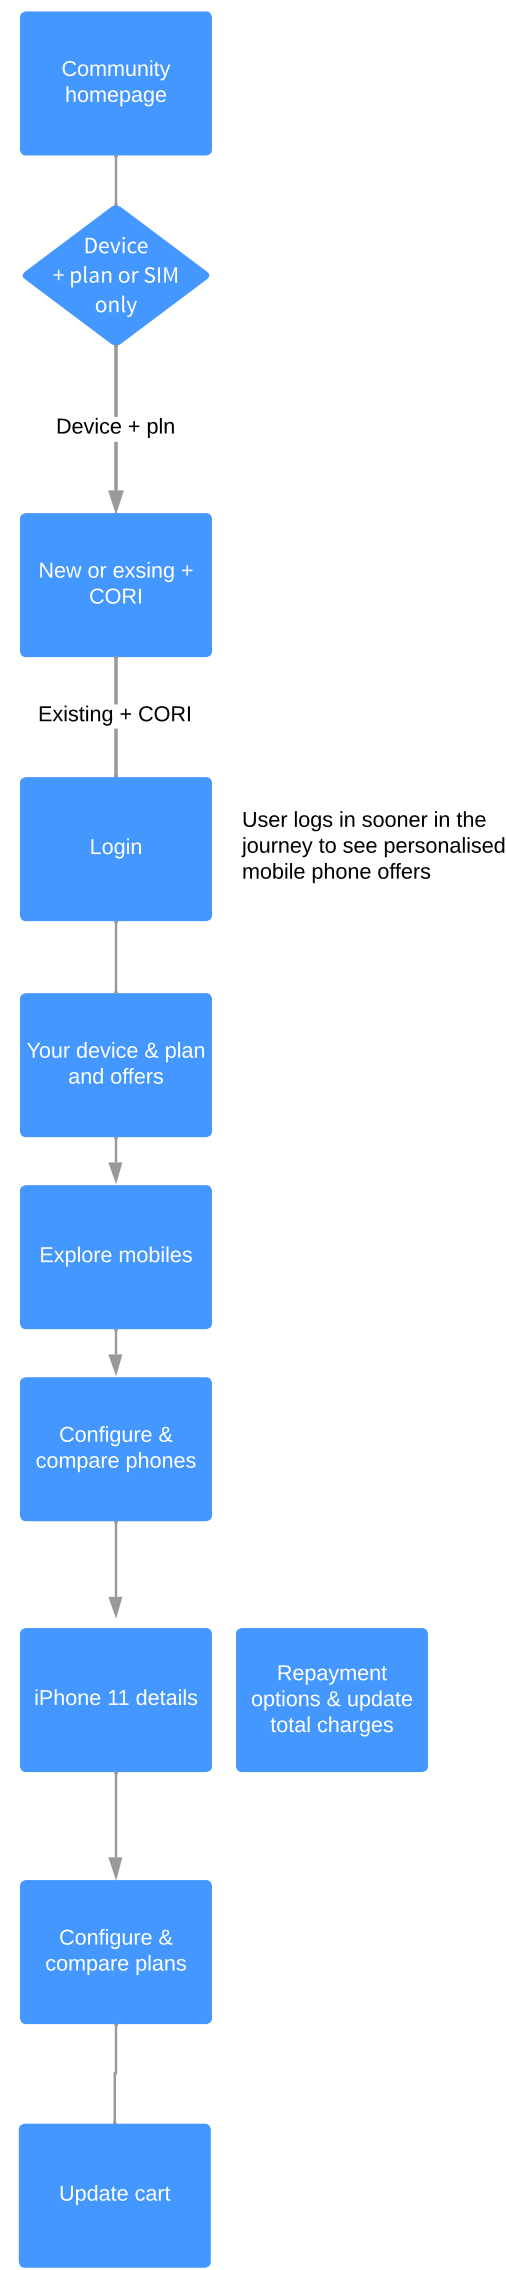 Community
homepage
Device
+ plan or SIM
only
Device + pln
New or exsing +
CORI
Existing + CORI
Login
User logs in sooner in the
journey to see personalised
mobile phone offers
Your device & plan
and offers
Explore mobiles
Configure &
compare phones
iPhone 11 details
Repayment
options & update
total charges
Configure &
compare plans
Update cart